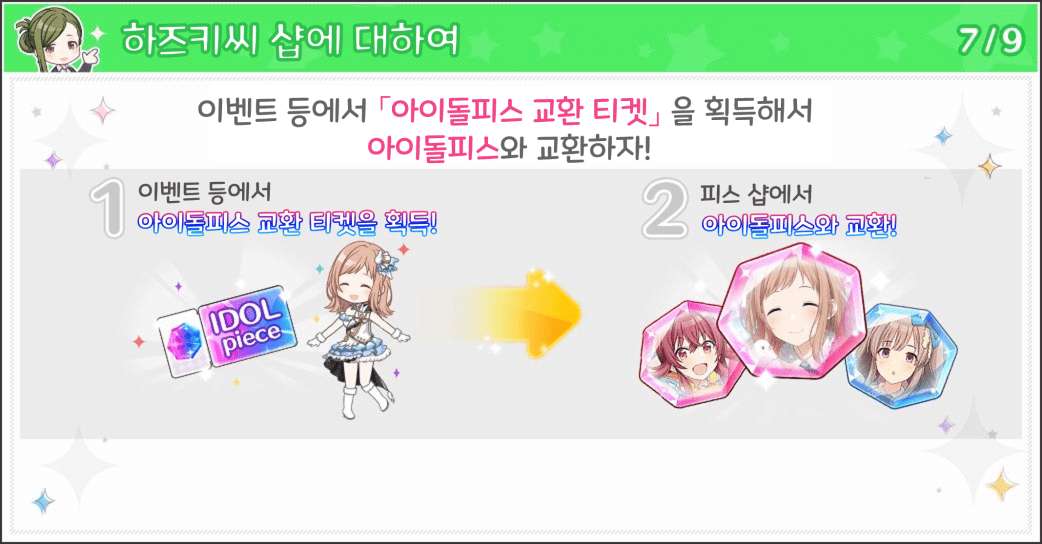 하즈키씨 샵에 대하여
7/9
이벤트 등에서 「아이돌피스 교환 티켓」 을 획득해서
아이돌피스와 교환하자!
1 이벤트 등에서
아이돌피스 교환 티켓을 획득!
IDOL
piece
2 피스 샵에서
아이돌피스와 교환!